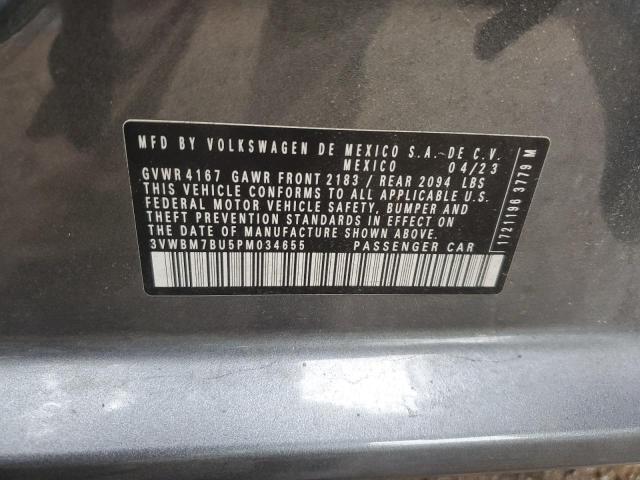 MFD BY VOLKSWAGEN DE MEXICO S.A.-DE C.V.
MEXICO 04/23
GVWR 4167 GAWR FRONT 2183 / REAR 2094 LBS
THIS VEHICLE CONFORMS TO ALL APPLICABLE U.S.
FEDERAL MOTOR VEHICLE SAFETY, BUMPER AND
THEFT PREVENTION STANDARDS IN EFFECT ON
THE DATE OF MANUFACTURE SHOWN ABOVE.
3VWBM7BU5PM034655 PASSENGER CAR
1721196 3779 M